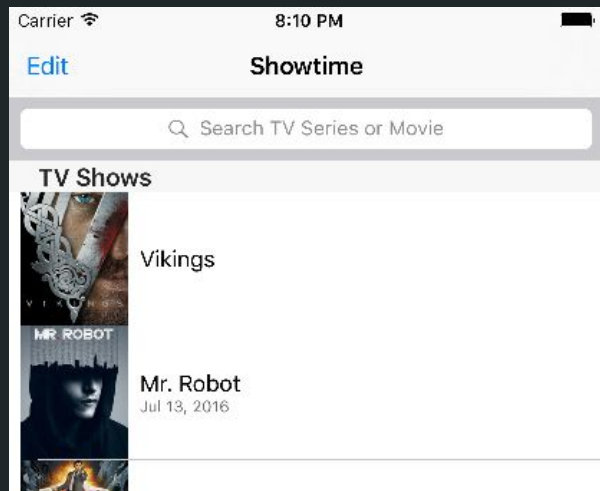 Carrier
8:10 PM
Edit
Showtime
Search TV Series or Movie
TV Shows
VIKINGS
Vikings
MR. ROBOT
Mr. Robot
Jul 13, 2016